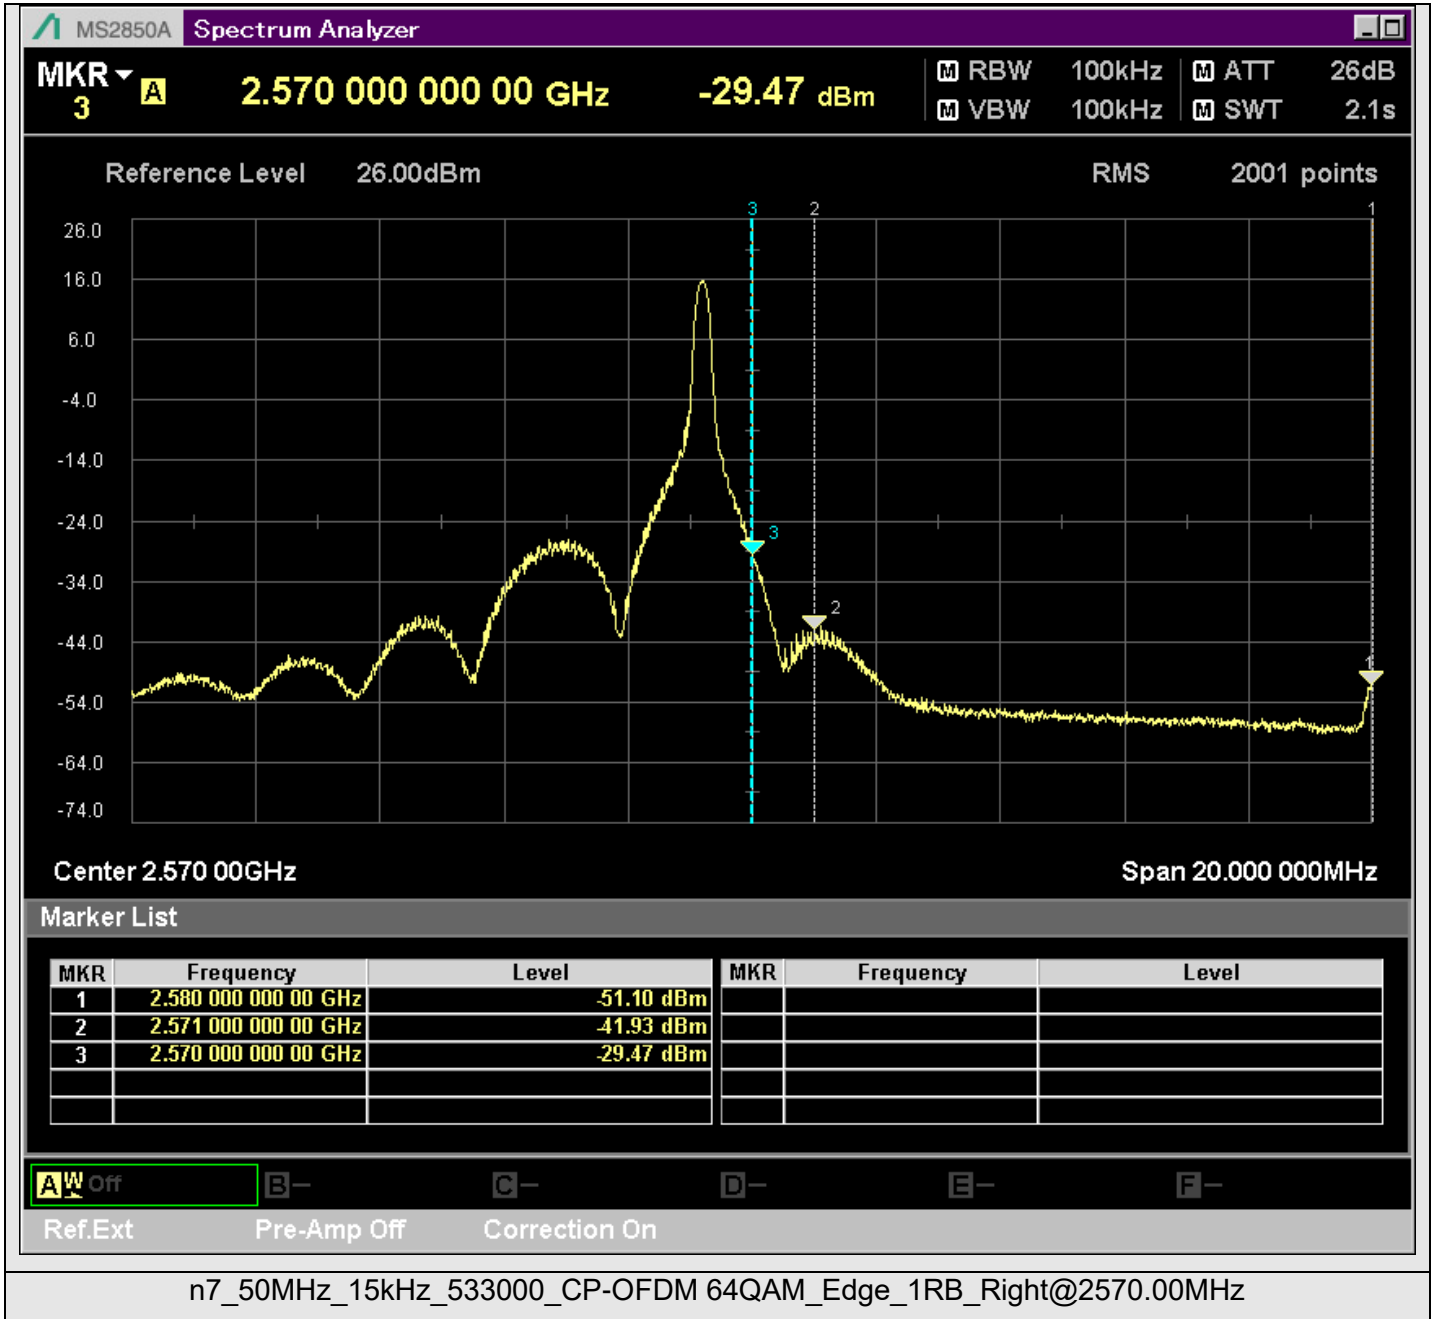 MS2850A Spectrum Analyzer
MKR A 2.570 000 000 00 GHz -29.47 dBm M RBW 100kHz M ATT 26dB
3 M VBW 100kHz M SWT 2.1s
Reference Level 26.00dBm RMS 2001 points
3 2 1
26.0
16.0
6.0
-4.0
-14.0
-24.0
3
-34.0
2
-44.0
1
-54.0
-64.0
-74.0
Center 2.570 00GHz Span 20.000 000MHz
Marker List
MKR Frequency Level MKR Frequency Level
1 2.580 000 000 00 GHz -51.10 dBm
2 2.571 000 000 00 GHz -41.93 dBm
3 2.570 000 000 00 GHz -29.47 dBm
A W Off B - C - D - E - F -
Ref.Ext Pre-Amp Off Correction On
n7_50MHz_15kHz_533000_CP-OFDM 64QAM_Edge_1RB_Right@2570.00MHz